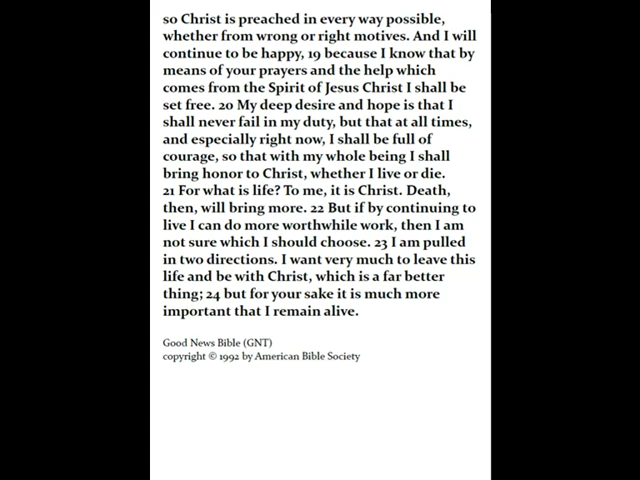 so Christ is preached in every way possible,
whether from wrong or right motives. And I will
continue to be happy, 19 because I know that by
means of your prayers and the help which
comes from the Spirit of Jesus Christ I shall be
set free. 20 My deep desire and hope is that I
shall never fail in my duty, but that at all times,
and especially right now, I shall be full of
courage, so that with my whole being I shall
bring honor to Christ, whether I live or die.
21 For what is life? To me, it is Christ. Death,
then, will bring more. 22 But if by continuing to
live I can do more worthwhile work, then I am
not sure which I should choose. 23 I am pulled
in two directions. I want very much to leave this
life and be with Christ, which is a far better
thing; 24 but for your sake it is much more
important that I remain alive.
Good News Bible (GNT)
copyright © 1992 by American Bible Society